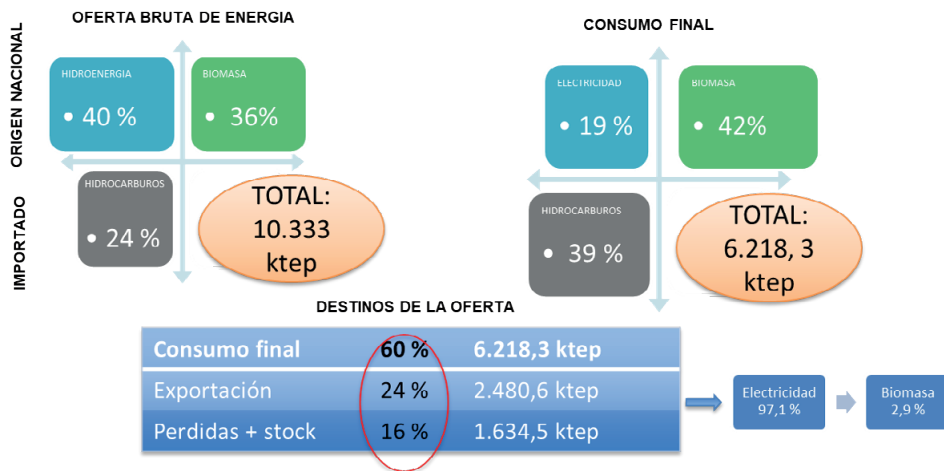 OFERTA BRUTA DE ENERGIA
ORIGEN NACIONAL
IMPORTADO
HIDROENERGIA
• 40 %
BIOMASA
• 36%
HIDROCARBUROS
• 24 %
TOTAL:
10.333
ktep
CONSUMO FINAL
ELECTRICIDAD
• 19 %
BIOMASA
• 42%
HIDROCARBUROS
• 39 %
TOTAL:
6.218, 3
ktep
DESTINOS DE LA OFERTA
Consumo final 60 % 6.218,3 ktep
Exportación 24 % 2.480,6 ktep
Perdidas + stock 16 % 1.634,5 ktep
Electricidad
97,1 %
Biomasa
2,9 %